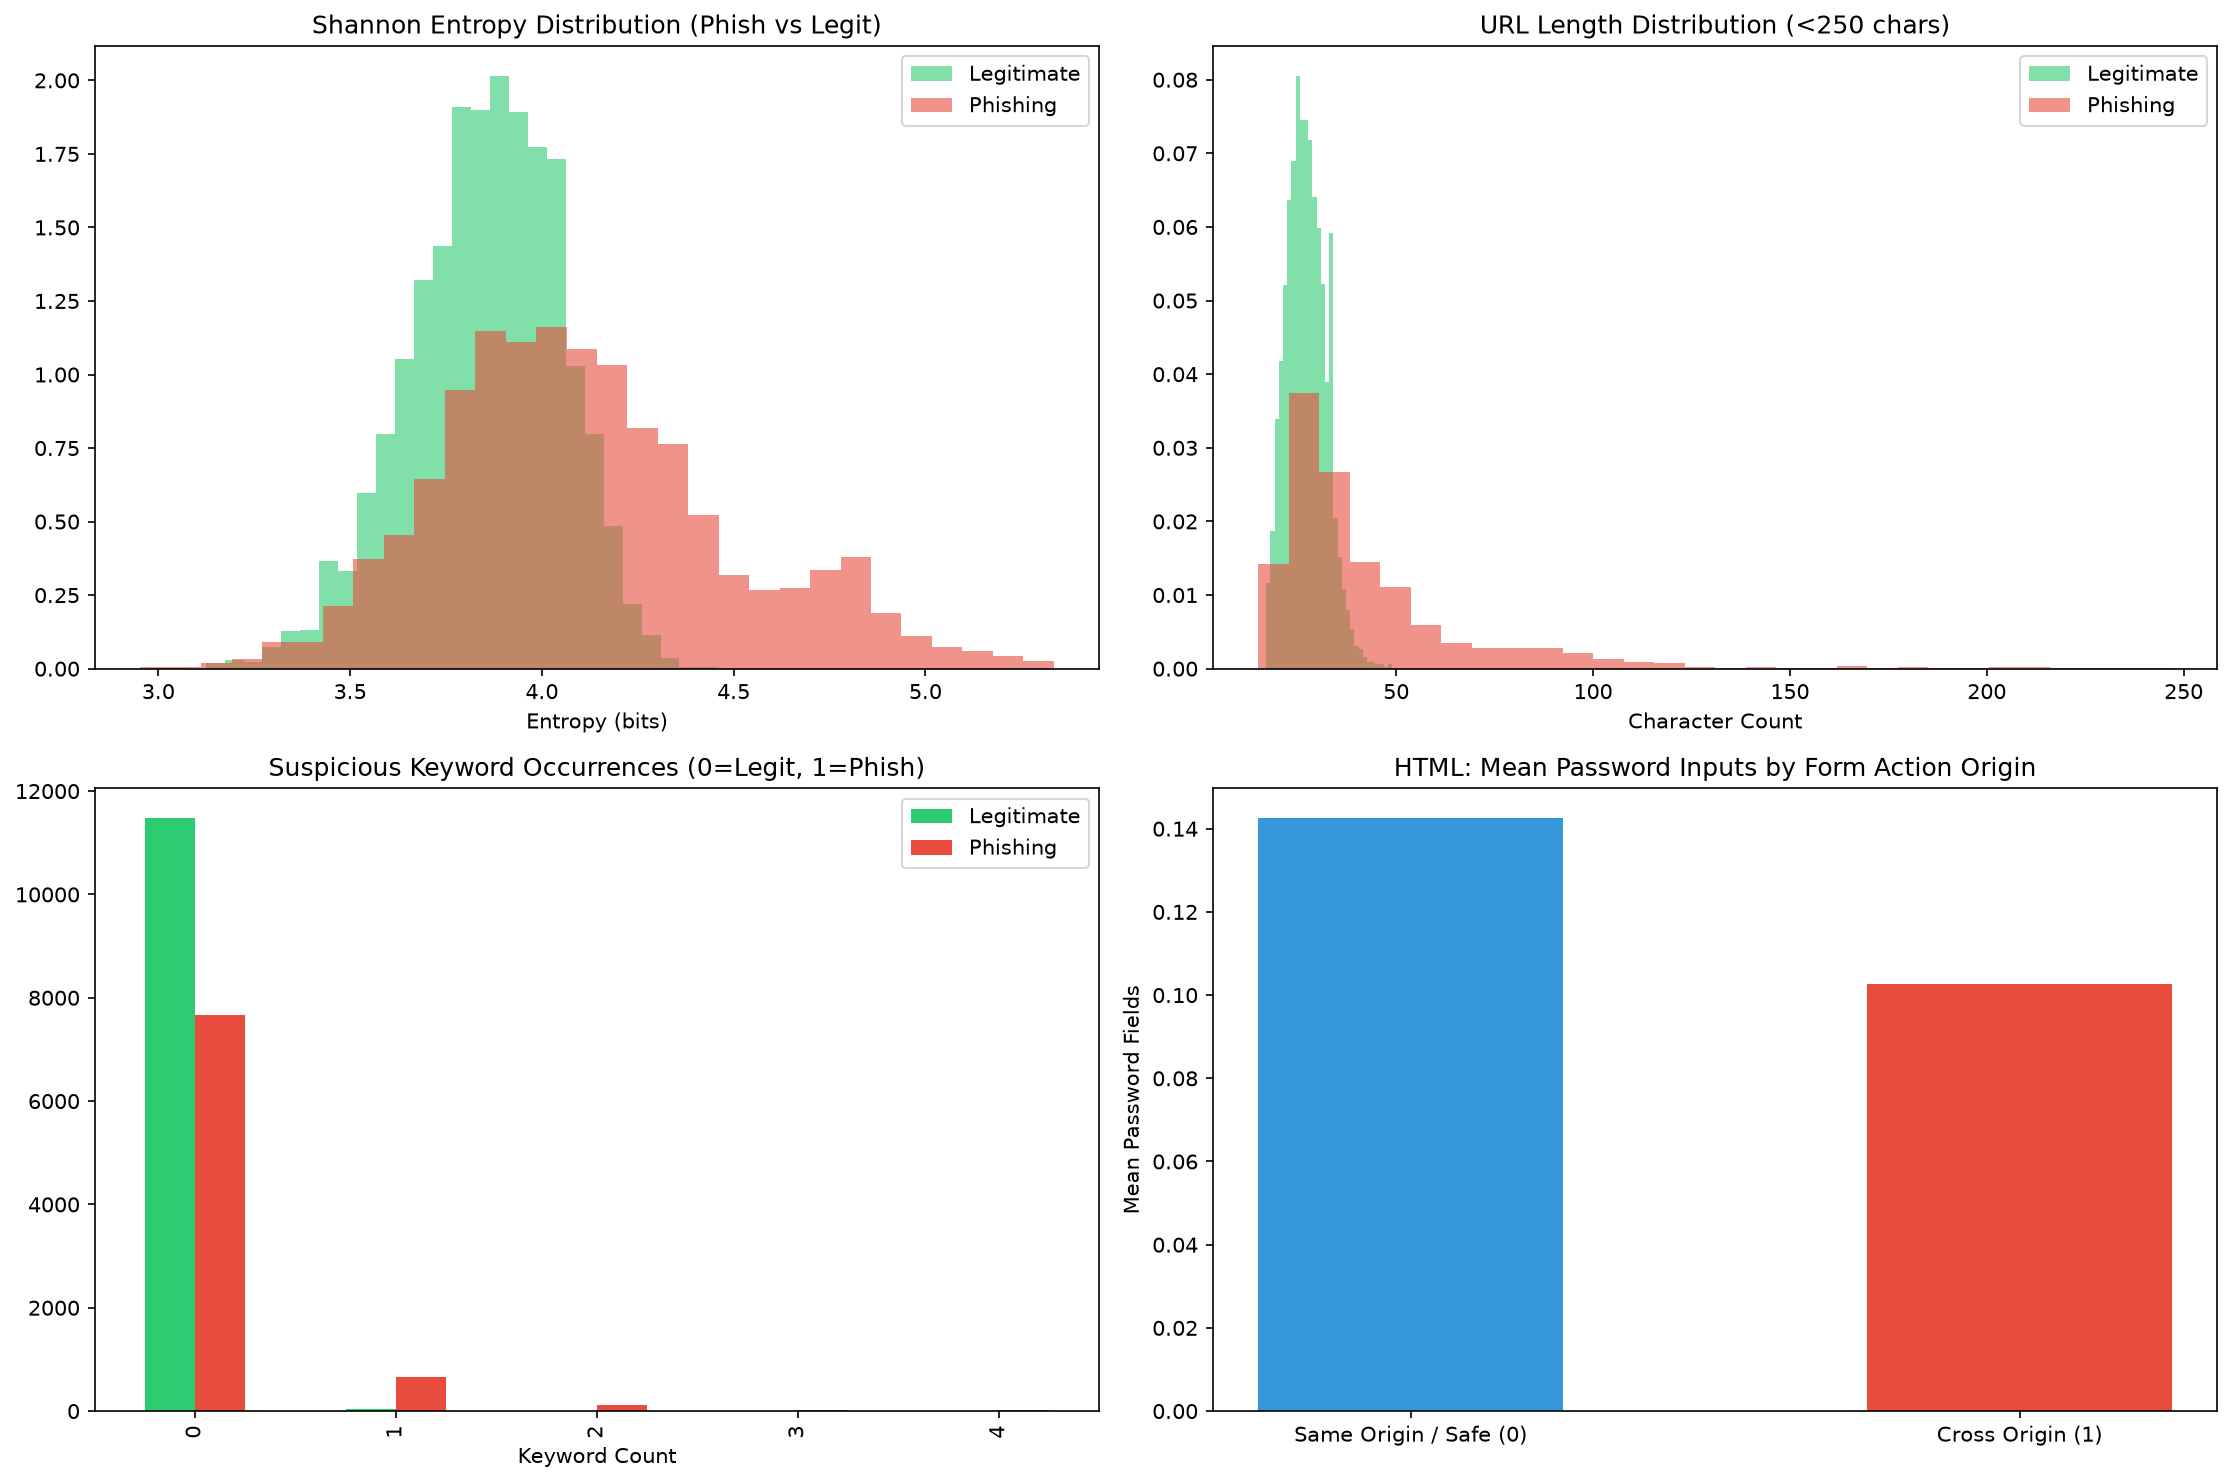 Shannon Entropy Distribution (Phish vs Legit)
Legitimate
Phishing
2.00
1.75
1.50
1.25
1.00
0.75
0.50
0.25
0.00
3.0 3.5 4.0 4.5 5.0
Entropy (bits)
URL Length Distribution (<250 chars)
Legitimate
Phishing
0.08
0.07
0.06
0.05
0.04
0.03
0.02
0.01
0.00
50 100 150 200 250
Character Count
Suspicious Keyword Occurrences (0=Legit, 1=Phish)
Legitimate
Phishing
12000
10000
8000
6000
4000
2000
0
0 1 2 3 4
Keyword Count
HTML: Mean Password Inputs by Form Action Origin
Mean Password Fields
0.14
0.12
0.10
0.08
0.06
0.04
0.02
0.00
Same Origin / Safe (0) Cross Origin (1)